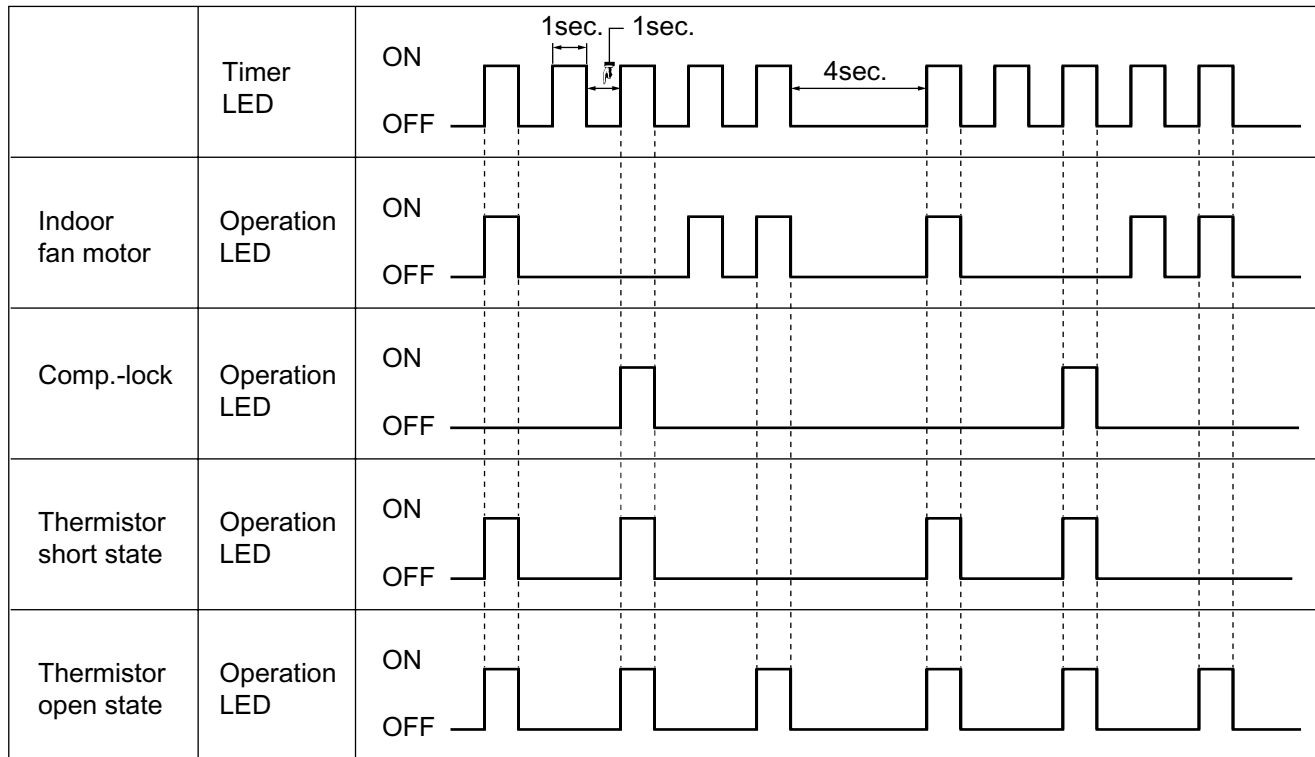 1sec.
1sec.
Timer
LED
ON
4sec.
OFF
Indoor
fan motor
Operation
LED
ON
OFF
Comp.-lock
Operation
LED
ON
OFF
Thermistor
short state
Operation
LED
ON
OFF
Thermistor
open state
Operation
LED
ON
OFF